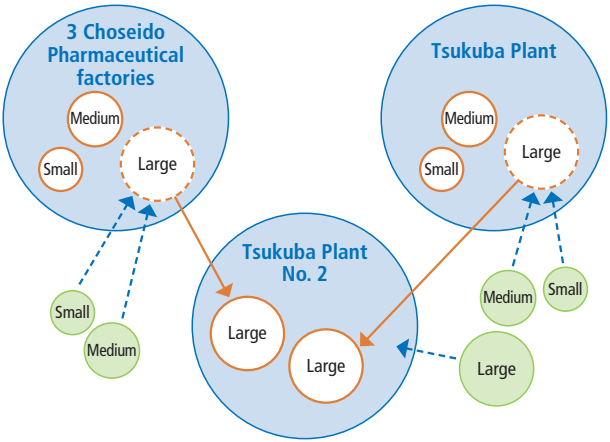 3 Choseido
Pharmaceutical
factories
Medium
Small
Large
Tsukuba Plant
Medium
Small
Large
Tsukuba Plant
No. 2
Large
Large
Small
Medium
Medium
Small
Large